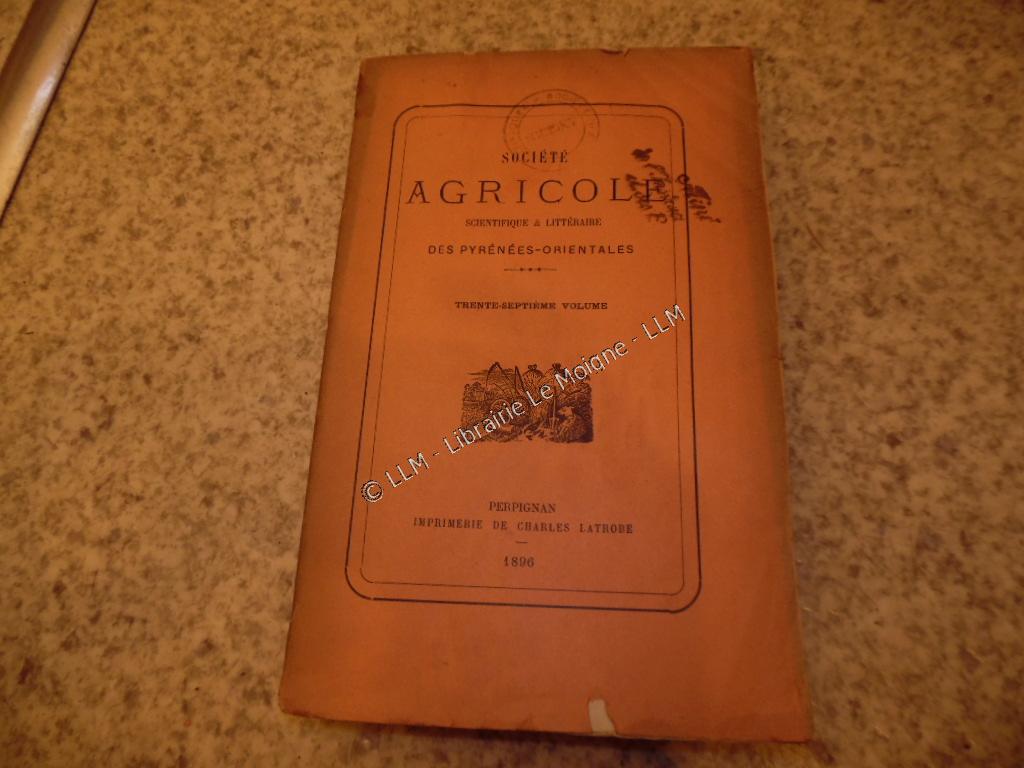 SOCIÉTÉ
AGRICOLE
SCIENTIFIQUE & LITTÉRAIRE
DES PYRÉNÉES-ORIENTALES
TRENTE-SEPTIÈME VOLUME
© LLM - Librairie Le Moigne - LLM
PERPIGNAN
IMPRIMERIE DE CHARLES LATROBE
1896